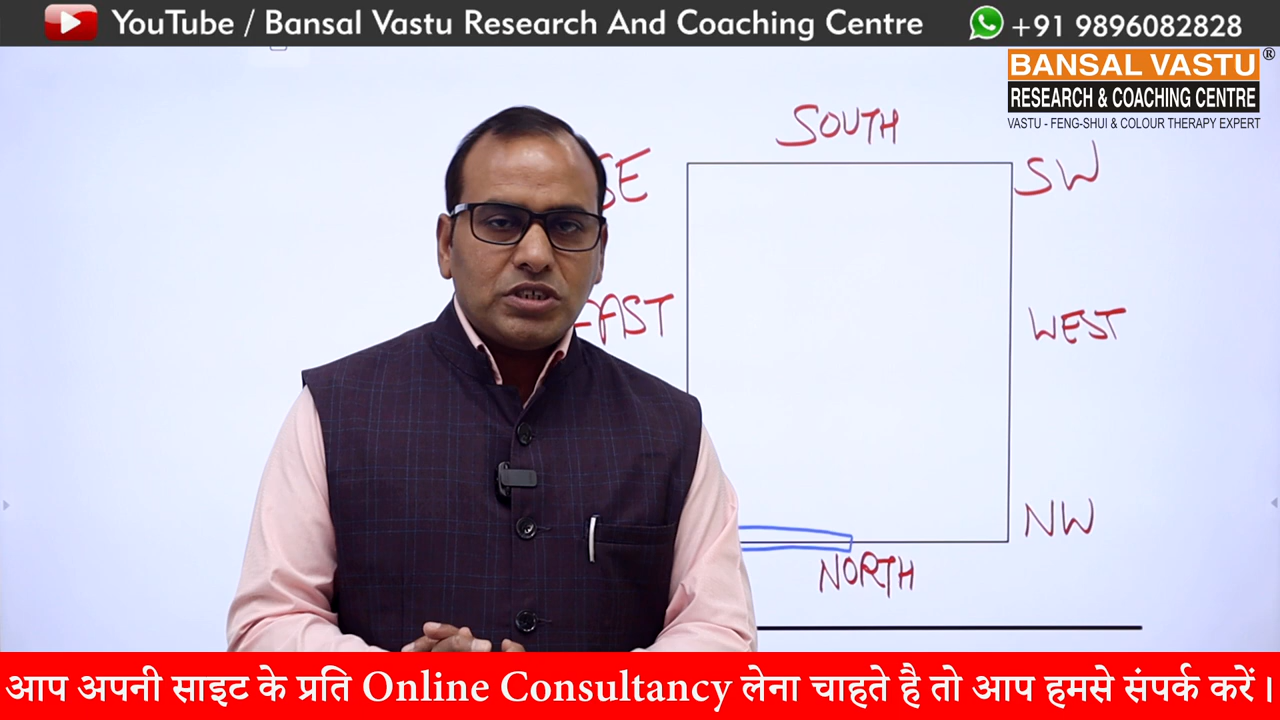 YouTube / Bansal Vastu Research And Coaching Centre
+91 9896082828
BANSAL VASTU®
RESEARCH & COACHING CENTRE
VASTU - FENG-SHUI & COLOUR THERAPY EXPERT
SOUTH
SE
SW
EAST
WEST
NW
NORTH
आप अपनी साइट के प्रति Online Consultancy लेना चाहते है तो आप हमसे संपर्क करें।